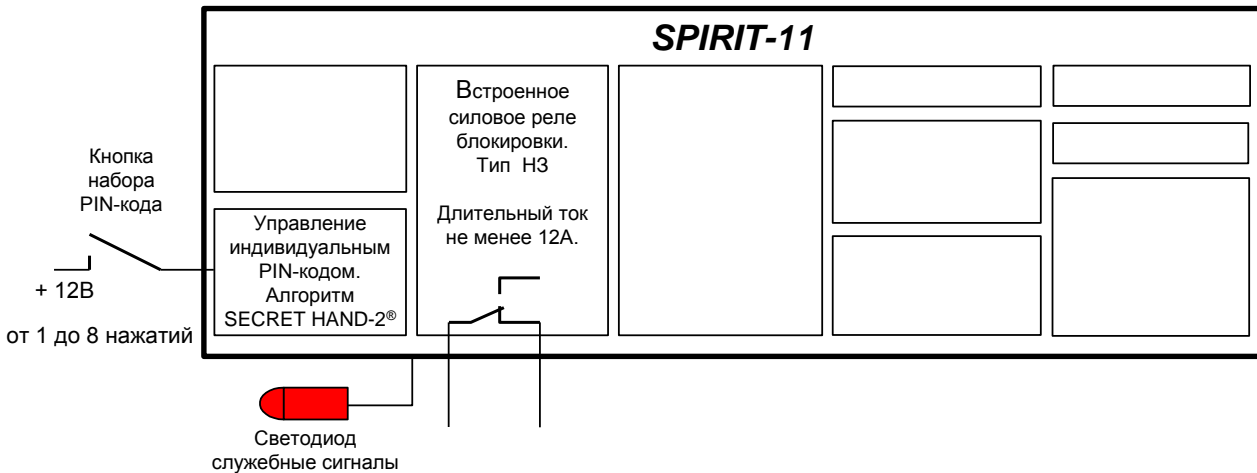 SPIRIT-11
Кнопка
набора
PIN-кода
+ 12В
от 1 до 8 нажатий
Управление
индивидуальным
PIN-кодом.
Алгоритм
SECRET HAND-2®
Встроенное
силовое реле
блокировки.
Тип НЗ
Длительный ток
не менее 12А.
Светодиод
служебные сигналы